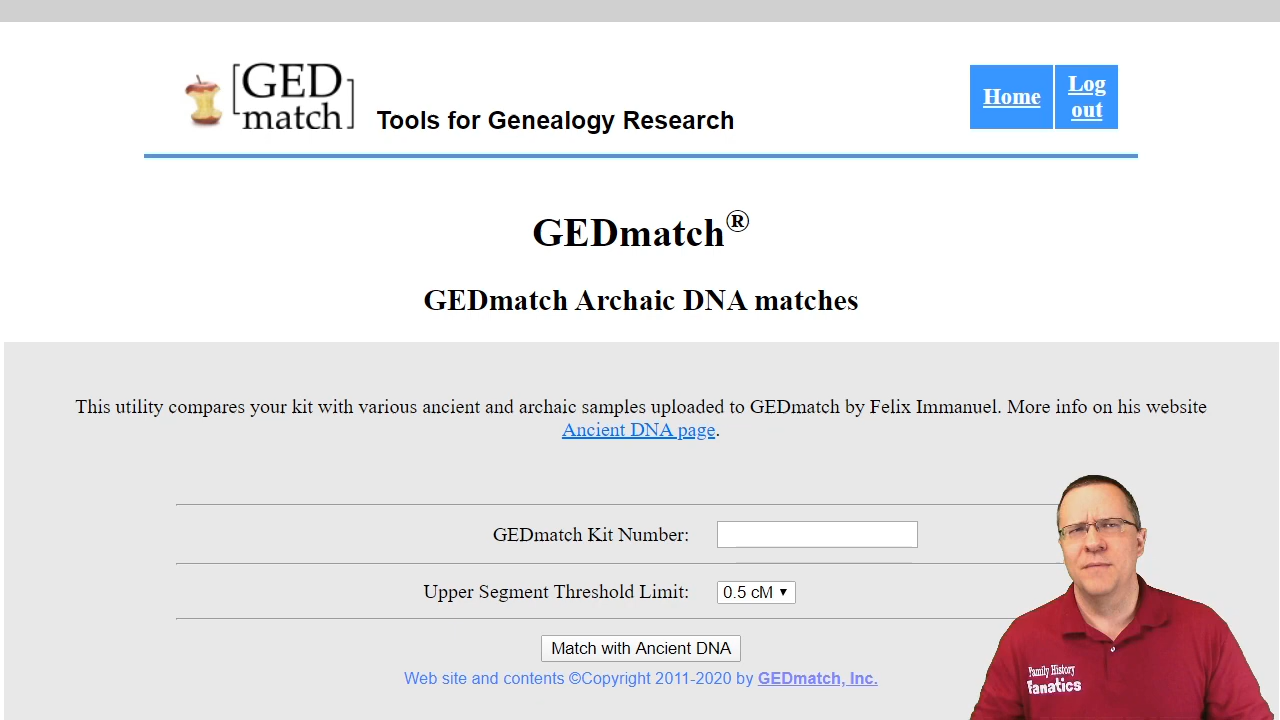 [GED
match]
Tools for Genealogy Research
Home
Log
out
GEDmatch®
GEDmatch Archaic DNA matches
This utility compares your kit with various ancient and archaic samples uploaded to GEDmatch by Felix Immanuel. More info on his website
Ancient DNA page.
GEDmatch Kit Number:
Upper Segment Threshold Limit: 0.5 cM ▼
Match with Ancient DNA
Web site and contents ©Copyright 2011-2020 by GEDmatch, Inc.
Family History
Fanatics